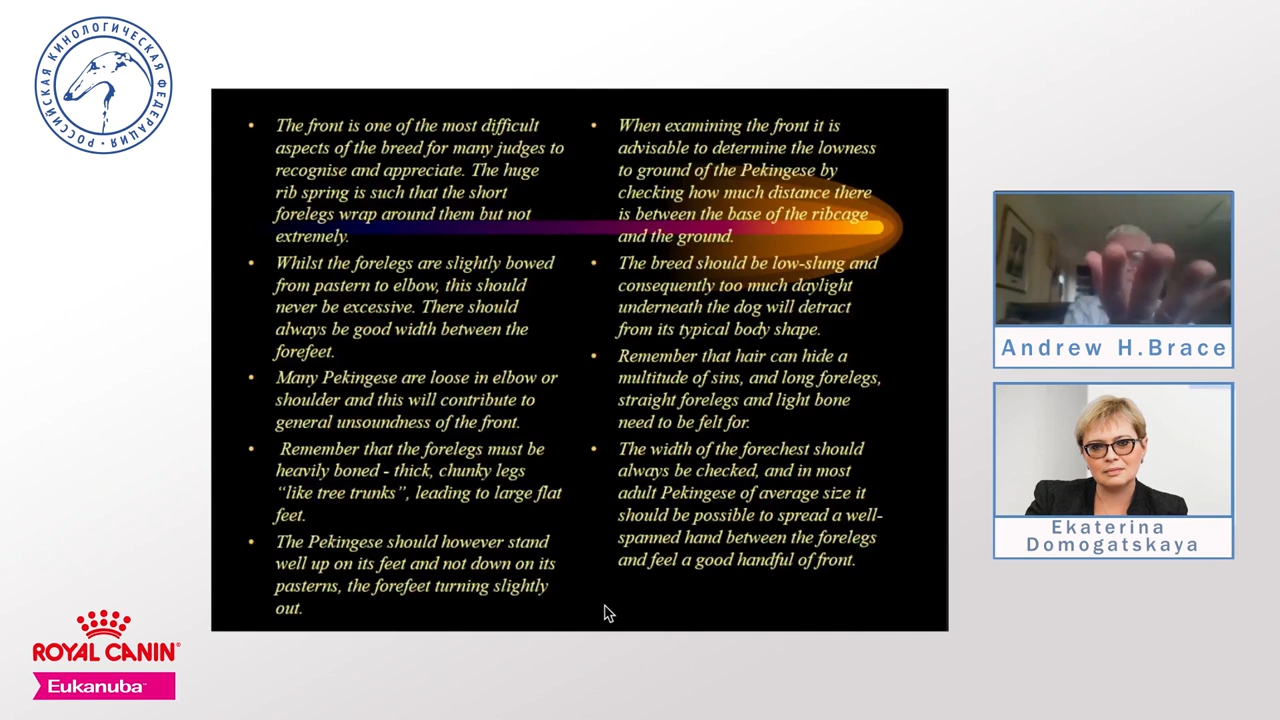 РОССИЙСКАЯ КИНОЛОГИЧЕСКАЯ ФЕДЕРАЦИЯ
• The front is one of the most difficult
aspects of the breed for many judges to
recognise and appreciate. The huge
rib spring is such that the short
forelegs wrap around them but not
extremely.
• Whilst the forelegs are slightly bowed
from pastern to elbow, this should
never be excessive. There should
always be good width between the
forefeet.
• Many Pekingese are loose in elbow or
shoulder and this will contribute to
general unsoundness of the front.
• Remember that the forelegs must be
heavily boned - thick, chunky legs
“like tree trunks”, leading to large flat
feet.
• The Pekingese should however stand
well up on its feet and not down on its
pasterns, the forefeet turning slightly
out.
• When examining the front it is
advisable to determine the lowness
to ground of the Pekingese by
checking how much distance there
is between the base of the ribcage
and the ground.
• The breed should be low-slung and
consequently too much daylight
underneath the dog will detract
from its typical body shape.
• Remember that hair can hide a
multitude of sins, and long forelegs,
straight forelegs and light bone
need to be felt for.
• The width of the forechest should
always be checked, and in most
adult Pekingese of average size it
should be possible to spread a well-
spanned hand between the forelegs
and feel a good handful of front.
Andrew H.Brace
Ekaterina
Domogatskaya
ROYAL CANIN®
Eukanuba™